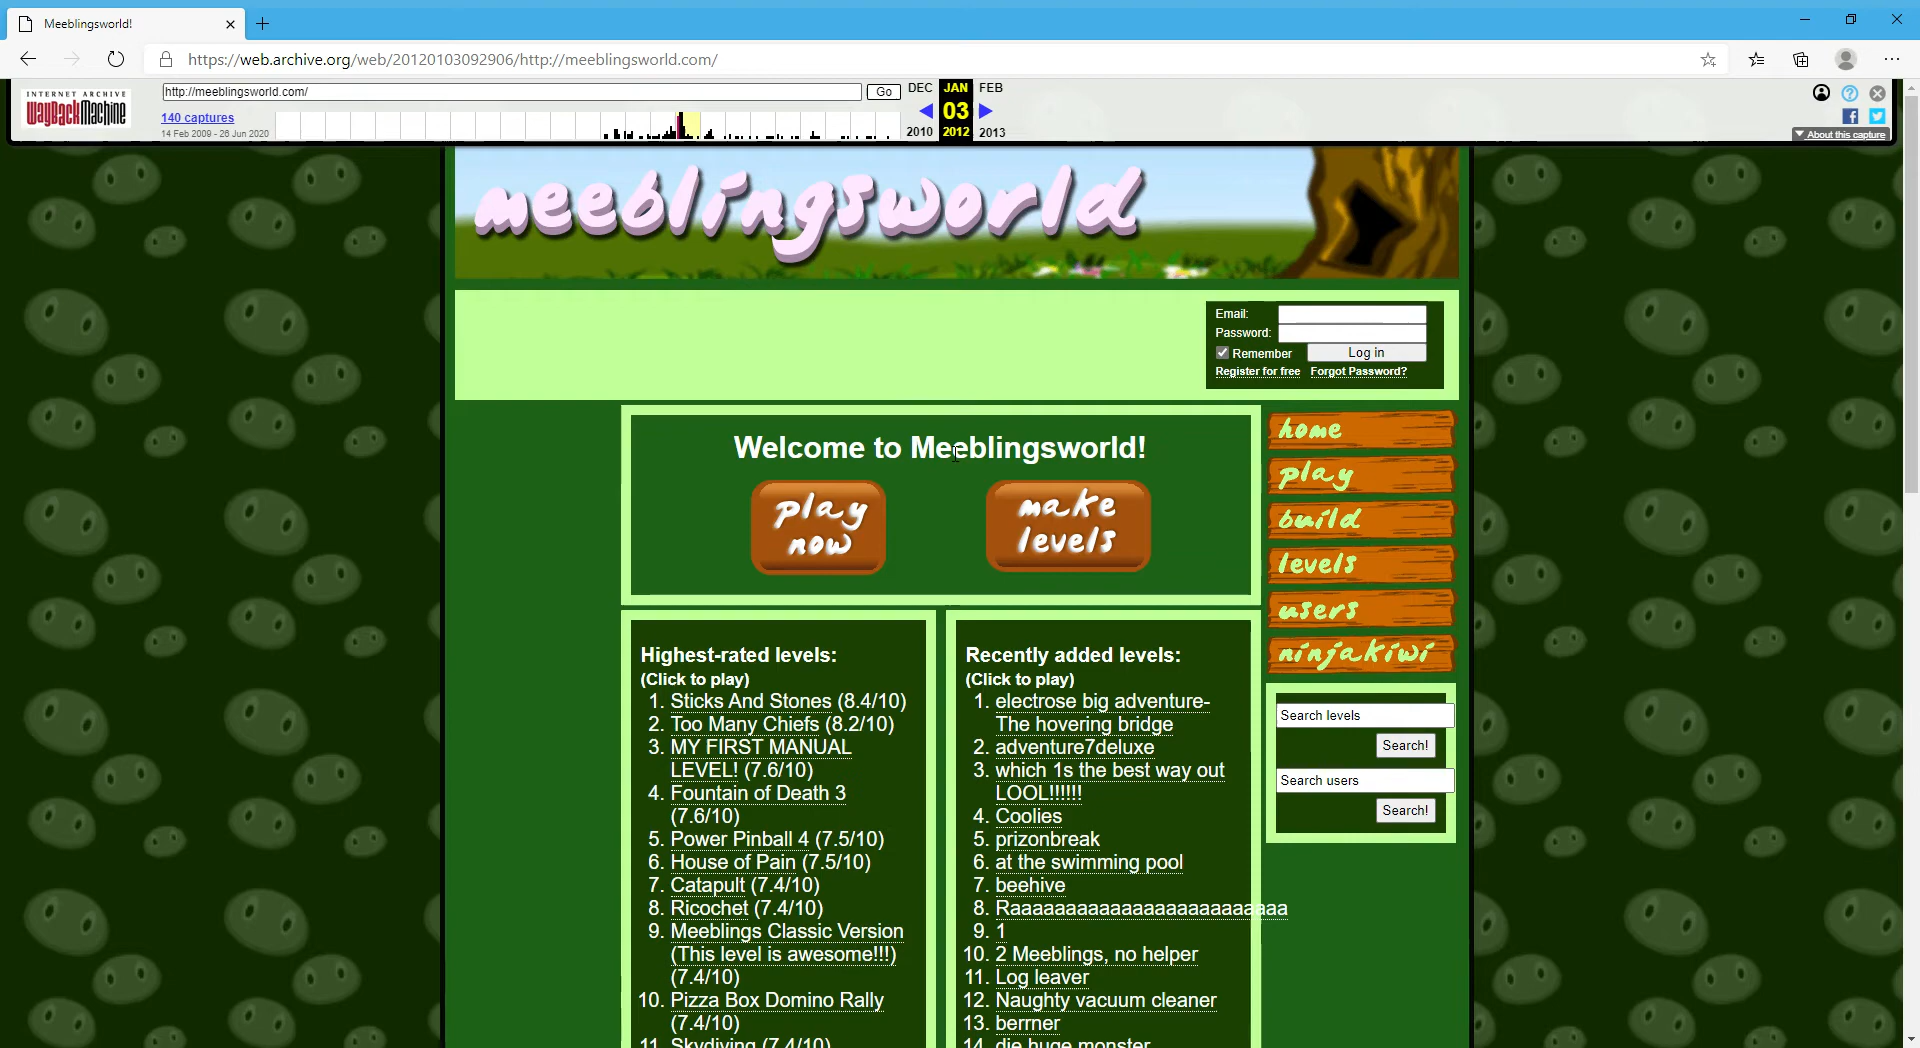 Meeblingsworld!
https://web.archive.org/web/20120103092906/http://meeblingsworld.com/
INTERNET ARCHIVE
WayBackMachine
http://meeblingsworld.com/
Go
DEC
JAN
FEB
140 captures
03
14 Feb 2009 - 26 Jun 2020
2010
2012
2013
About this capture
meeblingsworld
Email:
Password:
Remember
Log in
Register for free
Forgot Password?
Welcome to Meeblingsworld!
play
now
make
levels
home
play
build
levels
users
ninjakiwi
Search levels
Search!
Search users
Search!
Highest-rated levels:
(Click to play)
1. Sticks And Stones (8.4/10)
2. Too Many Chiefs (8.2/10)
3. MY FIRST MANUAL
LEVEL! (7.6/10)
4. Fountain of Death 3
(7.6/10)
5. Power Pinball 4 (7.5/10)
6. House of Pain (7.5/10)
7. Catapult (7.4/10)
8. Ricochet (7.4/10)
9. Meeblings Classic Version
(This level is awesome!!!)
(7.4/10)
10. Pizza Box Domino Rally
(7.4/10)
11. Skydiving (7.4/10)
Recently added levels:
(Click to play)
1. electrose big adventure-
The hovering bridge
2. adventure7deluxe
3. which 1s the best way out
LOOL!!!!!!
4. Coolies
5. prizonbreak
6. at the swimming pool
7. beehive
8. Raaaaaaaaaaaaaaaaaaaaaaaaa
9. 1
10. 2 Meeblings, no helper
11. Log leaver
12. Naughty vacuum cleaner
13. berrner
14. die huge monster